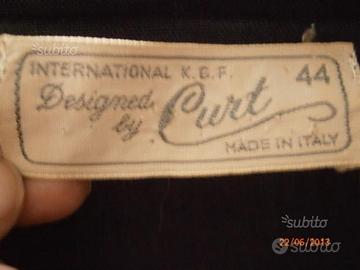 subito
INTERNATIONAL K.G.F. 44
Designed
by Curt
MADE IN ITALY
subito
22/06/2013
subito